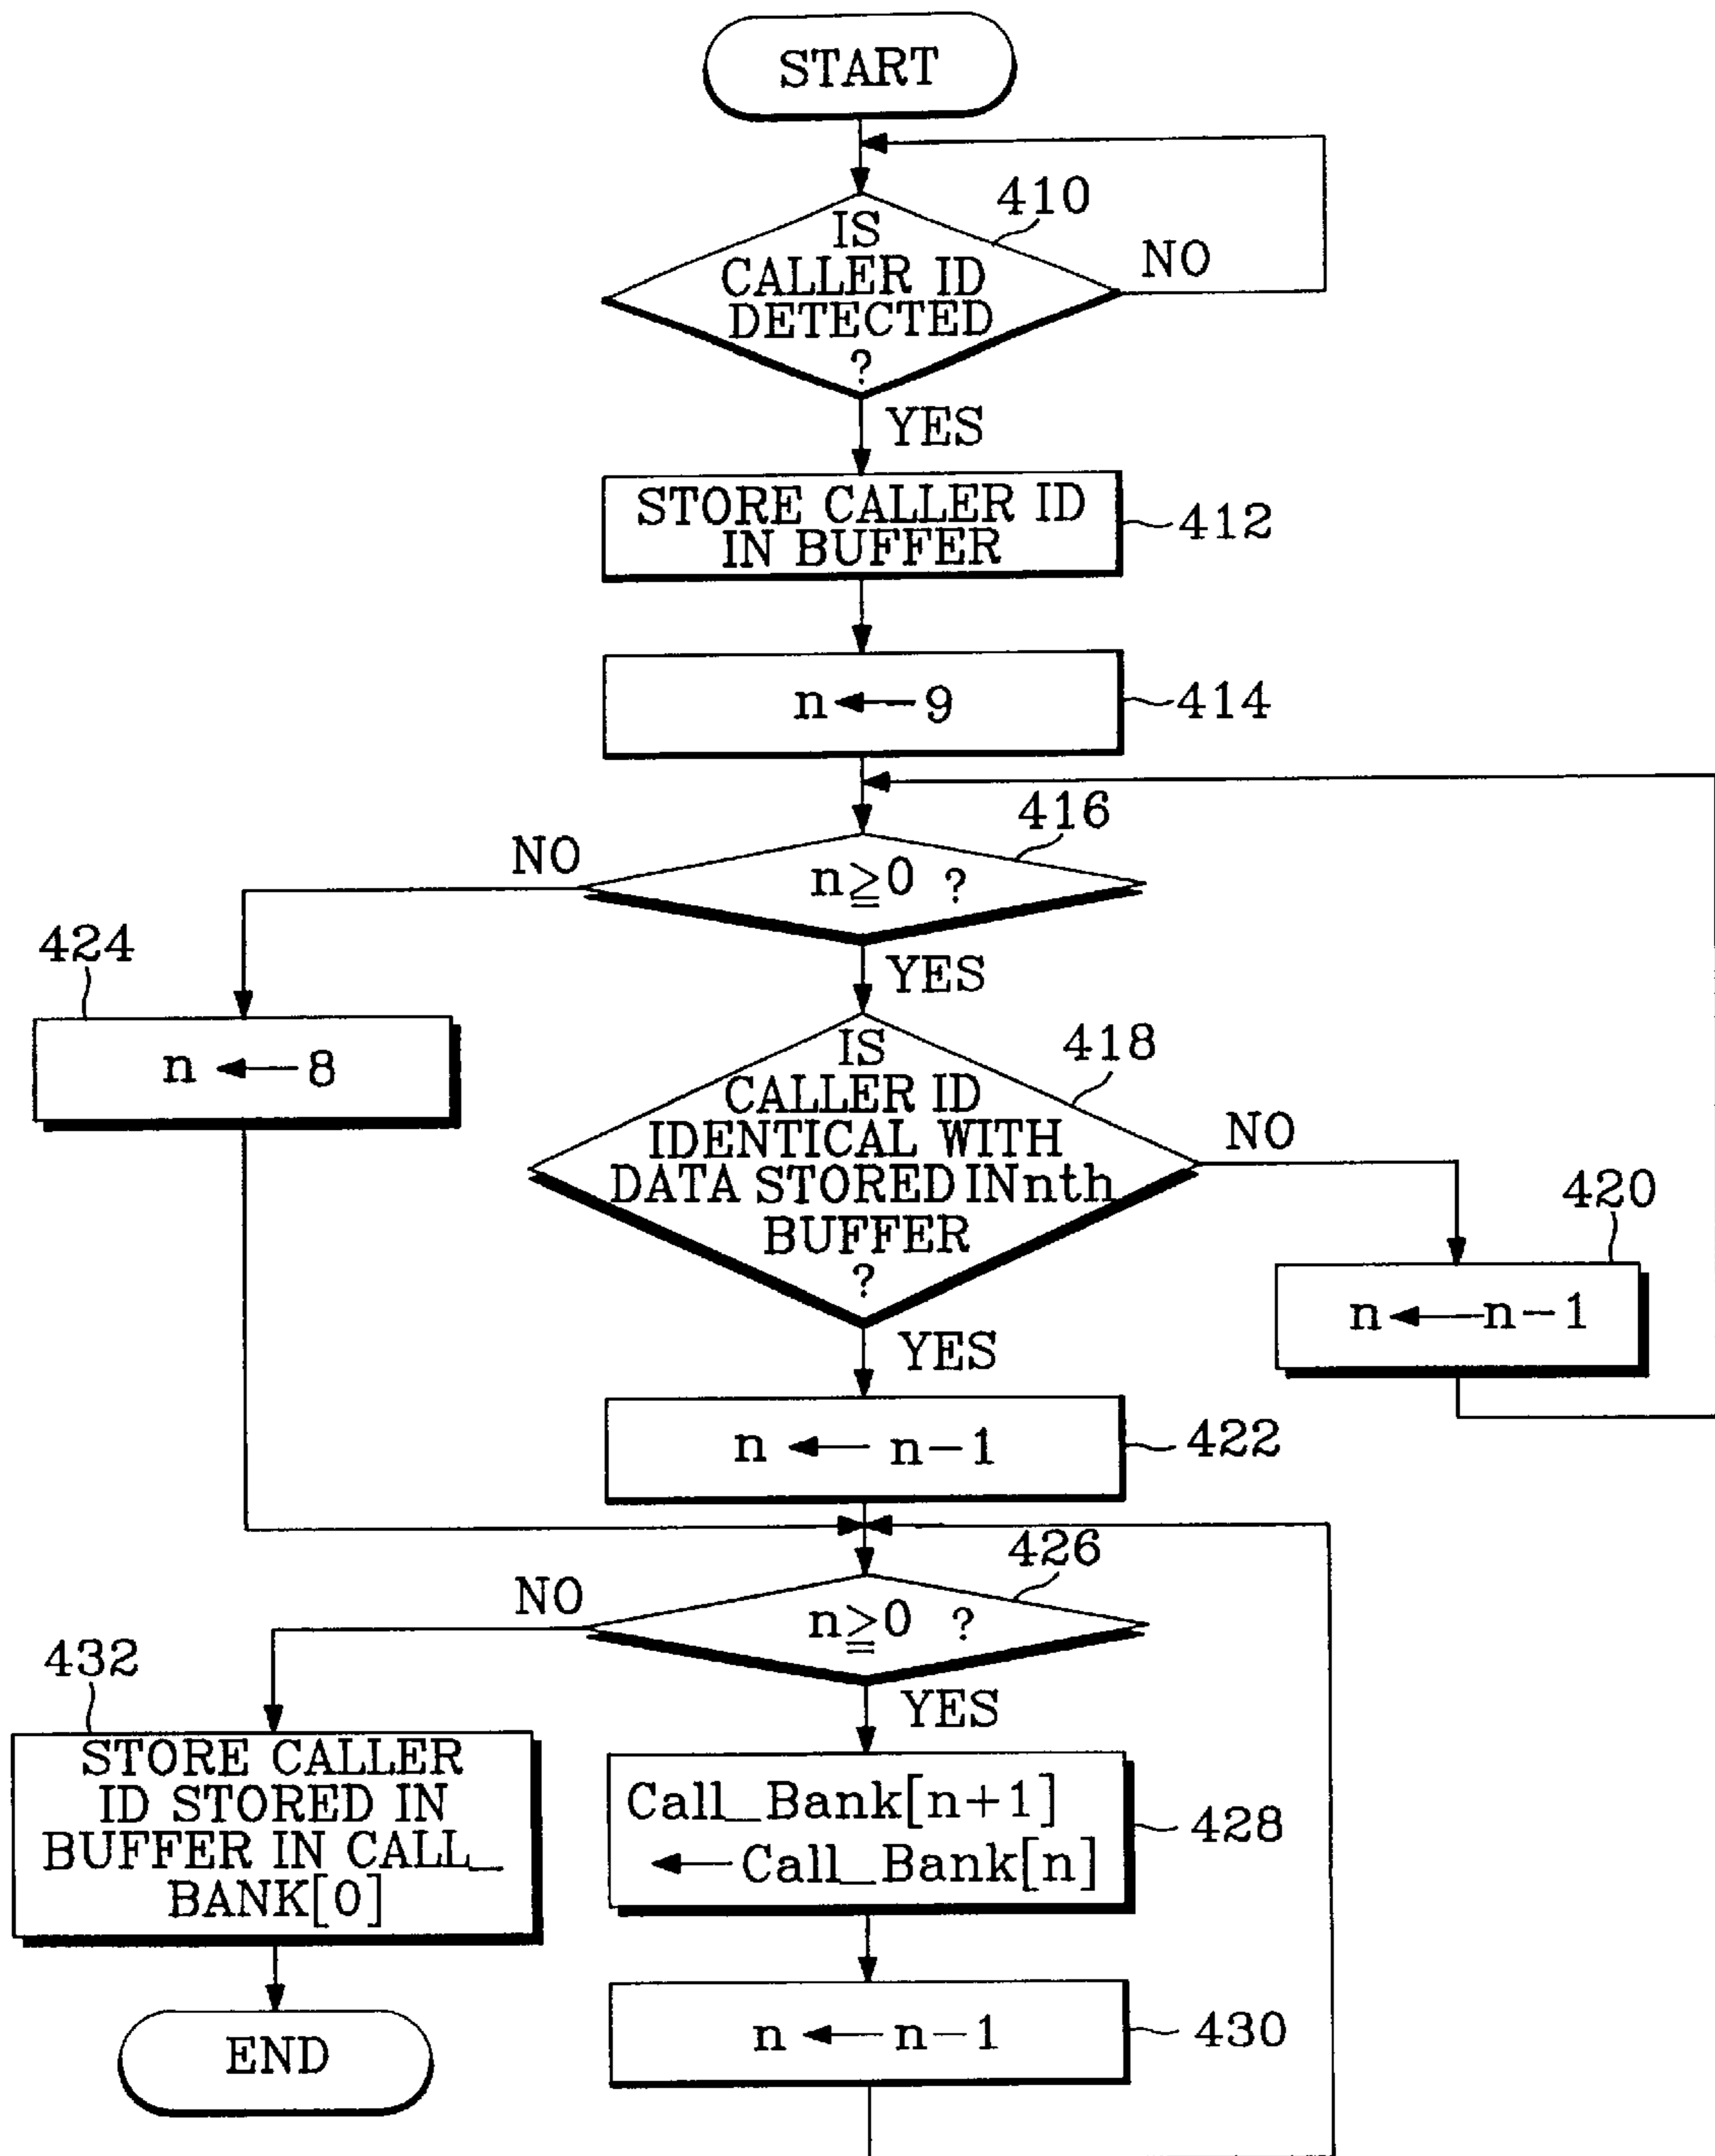 START
410
IS
CALLER ID
DETECTED
?
NO
YES
STORE CALLER ID
IN BUFFER
412
n ← 9
414
416
NO
n≧0 ?
YES
424
n ← 8
IS
CALLER ID
IDENTICAL WITH
DATA STORED IN nth
BUFFER
?
418
NO
420
n ← n-1
YES
n ← n-1
422
426
NO
n≧0 ?
YES
432
STORE CALLER
ID STORED IN
BUFFER IN CALL_
BANK[0]
Call_Bank[n+1]
← Call_Bank[n]
428
n ← n-1
430
END